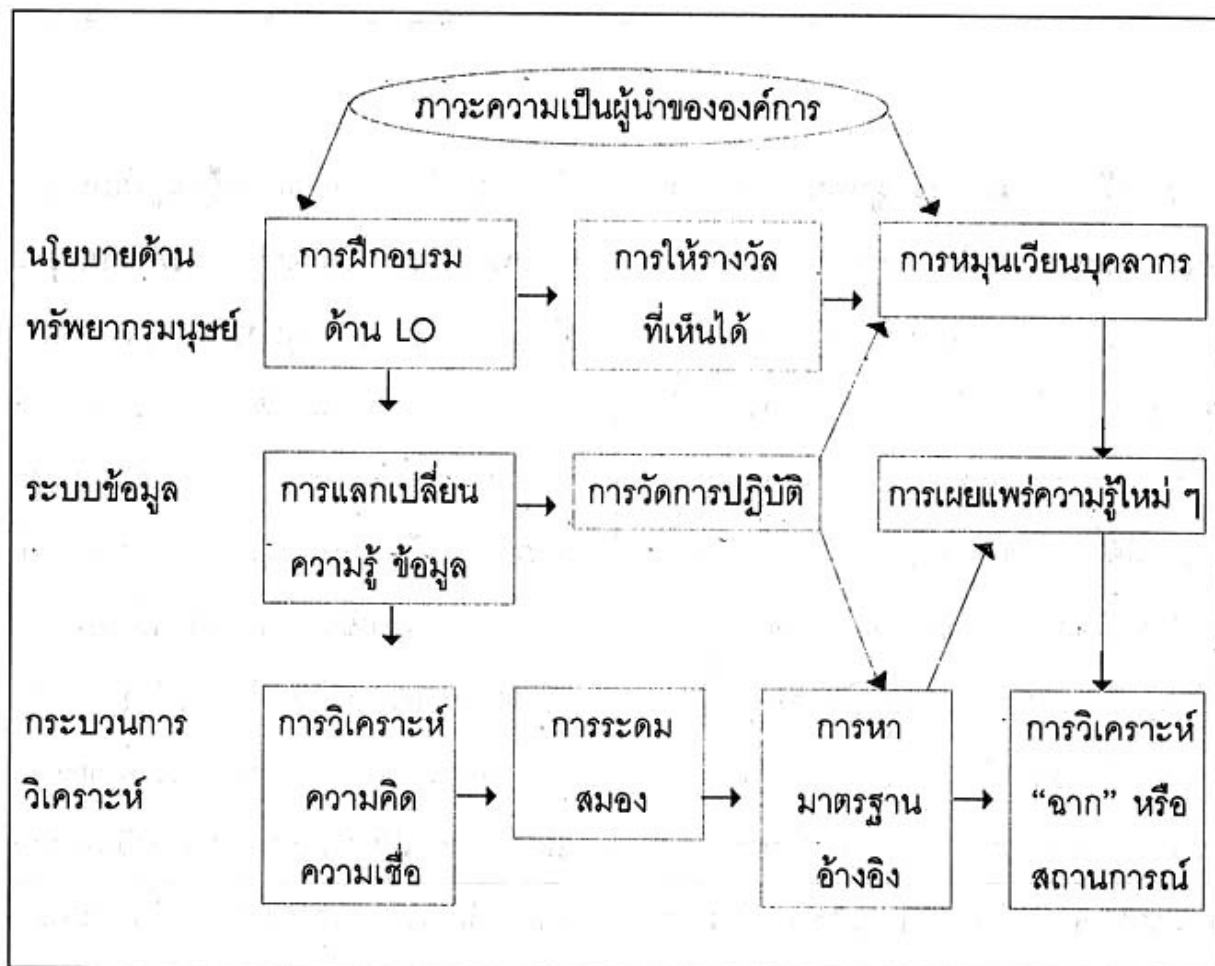 ภาวะความเป็นผู้นำขององค์การ
นโยบายด้าน
ทรัพยากรมนุษย์
การฝึกอบรม
ด้าน LO
การให้รางวัล
ที่เห็นได้
การหมุนเวียนบุคลากร
ระบบข้อมูล
การแลกเปลี่ยน
ความรู้ ข้อมูล
การวัดการปฏิบัติ
การเผยแพร่ความรู้ใหม่ ๆ
กระบวนการ
วิเคราะห์
การวิเคราะห์
ความคิด
ความเชื่อ
การระดม
สมอง
การหา
มาตรฐาน
อ้างอิง
การวิเคราะห์
“ฉาก” หรือ
สถานการณ์